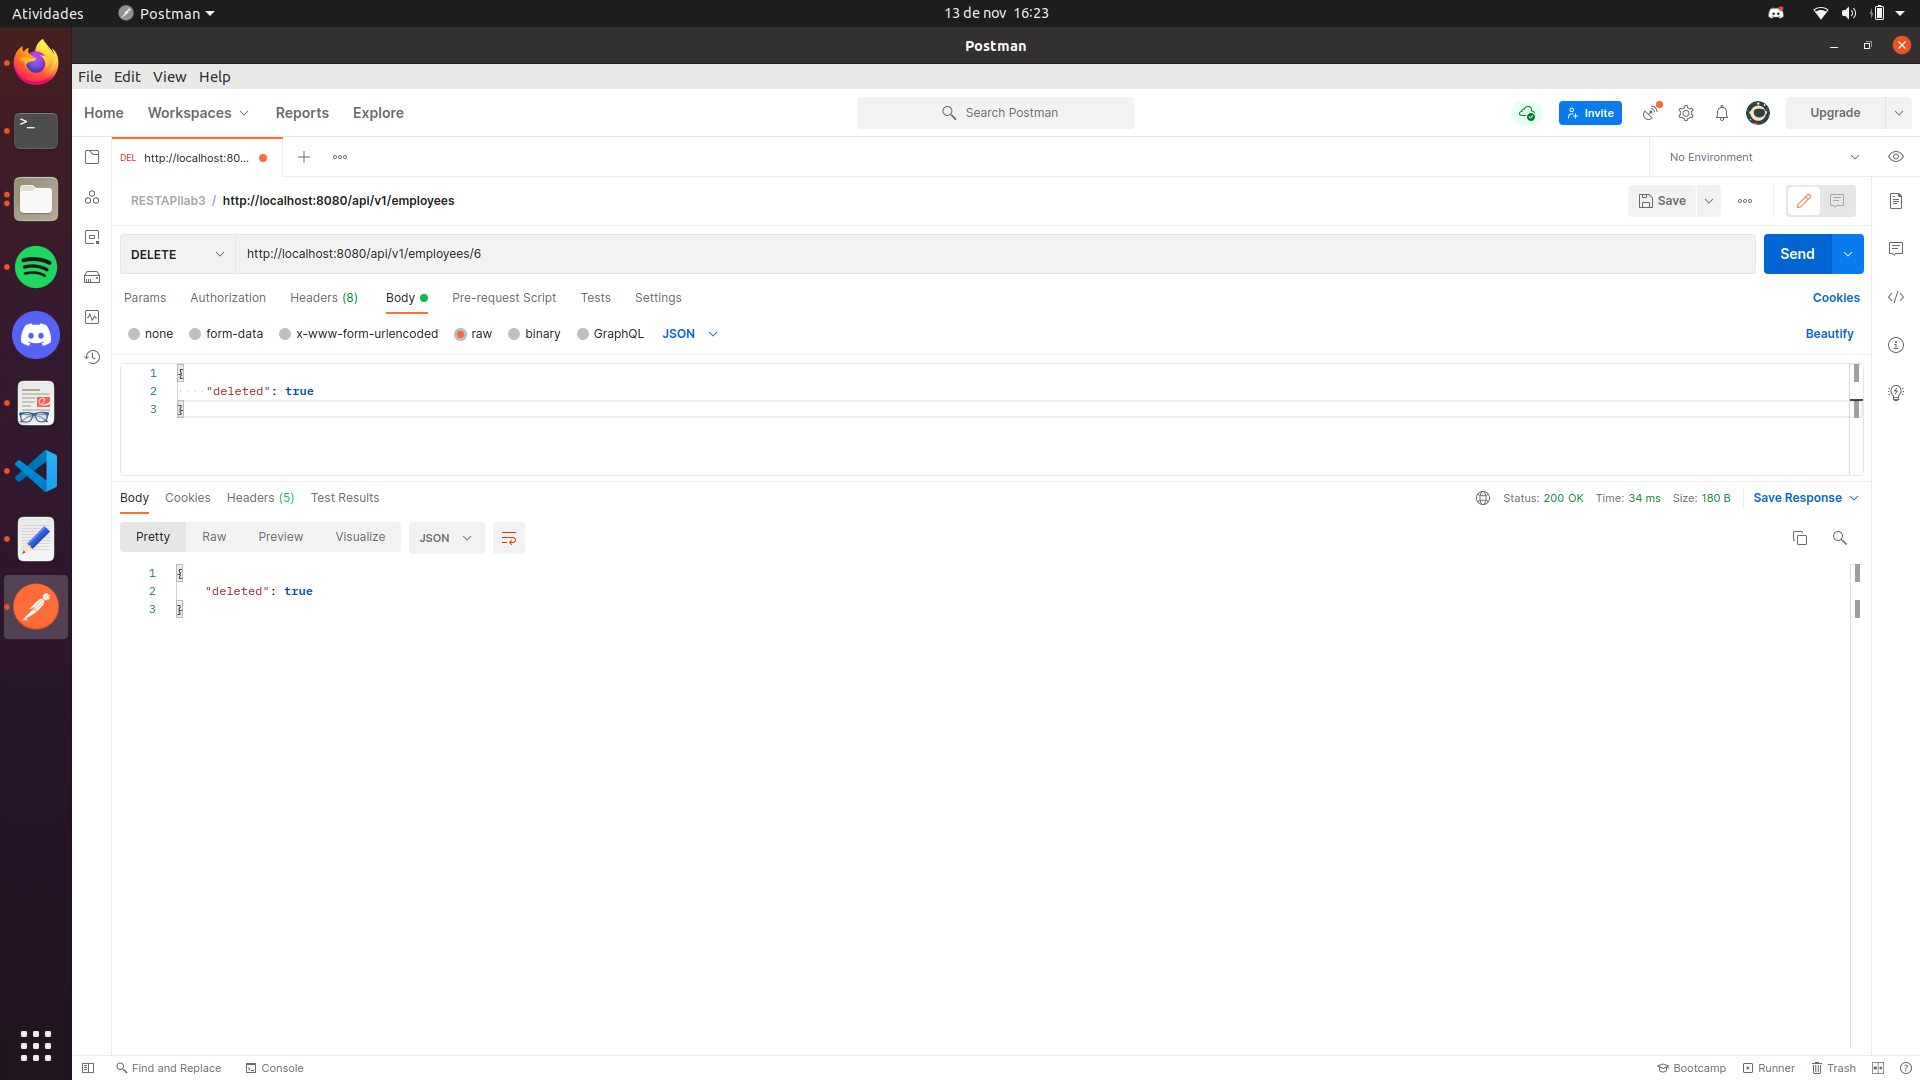 Atividades
Postman
13 de nov 16:23
Postman
File Edit View Help
Home Workspaces Reports Explore
Search Postman
Invite
Upgrade
DEL http://localhost:80...
No Environment
RESTAPIlab3 / http://localhost:8080/api/v1/employees
Save
DELETE http://localhost:8080/api/v1/employees/6
Send
Params Authorization Headers (8) Body Pre-request Script Tests Settings
Cookies
none form-data x-www-form-urlencoded raw binary GraphQL JSON
Beautify
1 {
2 "deleted": true
3 }
Body Cookies Headers (5) Test Results
Status: 200 OK Time: 34 ms Size: 180 B Save Response
Pretty Raw Preview Visualize JSON
1 {
2 "deleted": true
3 }
Find and Replace Console
Bootcamp Runner Trash